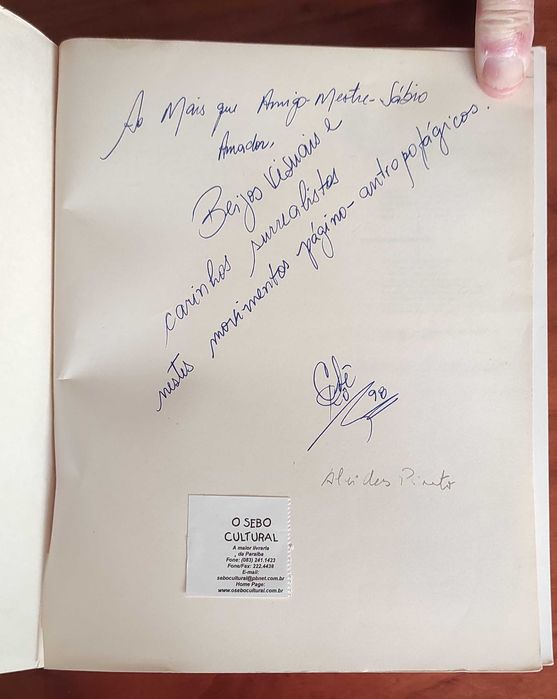 Ao Mais que Amigo-Mestre-Sábio
Amador,
Beijos Visuais e
carinhos surrealistas
nestes movimentos págino-antropofágicos.
90
Alcides Pinto
O SEBO
CULTURAL
A maior livraria
da Paraíba
Fone: (083) 241.1423
Fone/Fax: 222.4438
E-mail:
sebocultural@pbnet.com.br
Home Page:
www.osebocultural.com.br